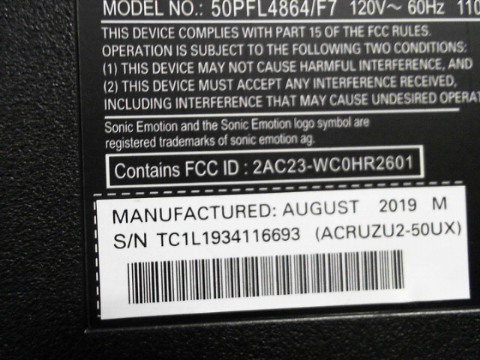 MODEL NO.: 50PFL4864/F7 120V~ 60Hz 110
THIS DEVICE COMPLIES WITH PART 15 OF THE FCC RULES.
OPERATION IS SUBJECT TO THE FOLLOWING TWO CONDITIONS:
(1) THIS DEVICE MAY NOT CAUSE HARMFUL INTERFERENCE, AND
(2) THIS DEVICE MUST ACCEPT ANY INTERFERENCE RECEIVED,
INCLUDING INTERFERENCE THAT MAY CAUSE UNDESIRED OPERAT
Sonic Emotion and the Sonic Emotion logo symbol are
registered trademarks of sonic emotion ag.
Contains FCC ID : 2AC23-WC0HR2601
MANUFACTURED: AUGUST 2019 M
S/N TC1L1934116693 (ACRUZU2-50UX)